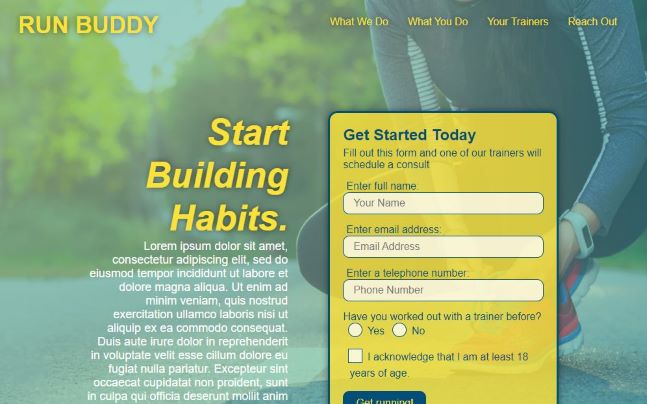 RUN BUDDY
What We Do
What You Do
Your Trainers
Reach Out
Start
Building
Habits.
Lorem ipsum dolor sit amet,
consectetur adipiscing elit, sed do
eiusmod tempor incididunt ut labore et
dolore magna aliqua. Ut enim ad
minim veniam, quis nostrud
exercitation ullamco laboris nisi ut
aliquip ex ea commodo consequat.
Duis aute irure dolor in reprehenderit
in voluptate velit esse cillum dolore eu
fugiat nulla pariatur. Excepteur sint
occaecat cupidatat non proident, sunt
in culpa qui officia deserunt mollit anim
Get Started Today
Fill out this form and one of our trainers will
schedule a consult
Enter full name:
Your Name
Enter email address:
Email Address
Enter a telephone number:
Phone Number
Have you worked out with a trainer before?
Yes No
I acknowledge that I am at least 18
years of age.
Get running!